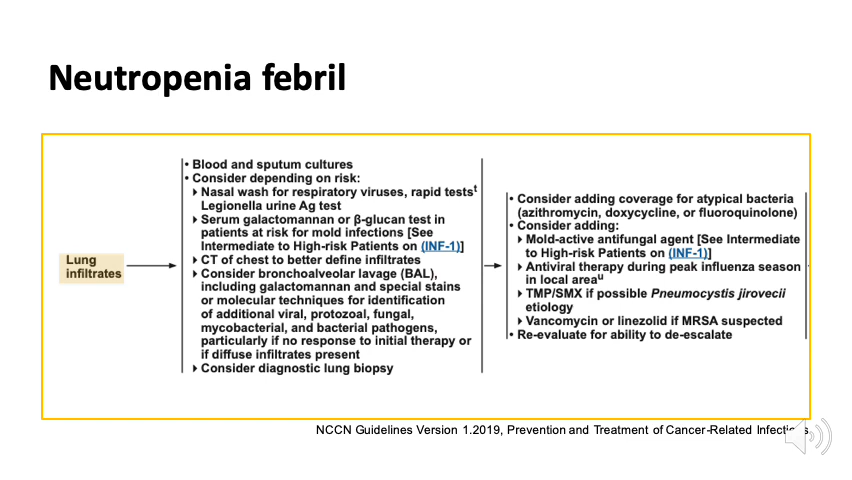 Neutropenia febril
Lung
infiltrates
• Blood and sputum cultures
• Consider depending on risk:
Nasal wash for respiratory viruses, rapid testsᵗ
Legionella urine Ag test
Serum galactomannan or β-glucan test in
patients at risk for mold infections [See
Intermediate to High-risk Patients on (INF-1)]
CT of chest to better define infiltrates
Consider bronchoalveolar lavage (BAL),
including galactomannan and special stains
or molecular techniques for identification
of additional viral, protozoal, fungal,
mycobacterial, and bacterial pathogens,
particularly if no response to initial therapy or
if diffuse infiltrates present
Consider diagnostic lung biopsy
• Consider adding coverage for atypical bacteria
(azithromycin, doxycycline, or fluoroquinolone)
• Consider adding:
Mold-active antifungal agent [See Intermediate
to High-risk Patients on (INF-1)]
Antiviral therapy during peak influenza season
in local areaᵘ
TMP/SMX if possible Pneumocystis jirovecii
etiology
Vancomycin or linezolid if MRSA suspected
• Re-evaluate for ability to de-escalate
NCCN Guidelines Version 1.2019, Prevention and Treatment of Cancer-Related Infections